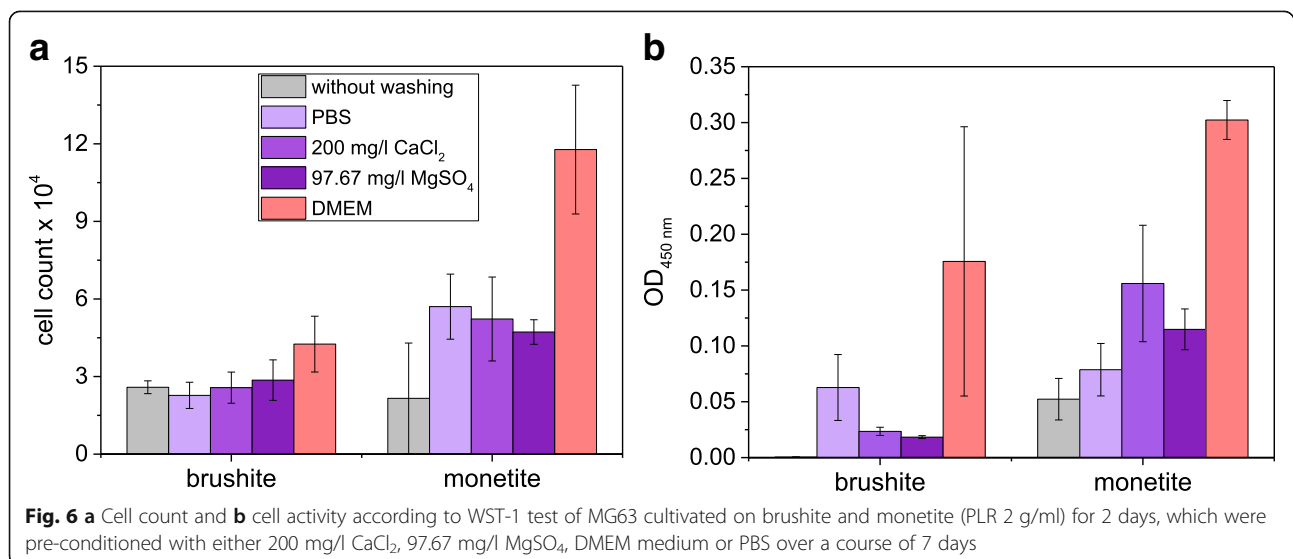 a
15
12
9
6
3
0
cell count x 10⁴
without washing
PBS
200 mg/l CaCl₂
97.67 mg/l MgSO₄
DMEM
brushite monetite
b
0.35
0.30
0.25
0.20
0.15
0.10
0.05
0.00
OD₄₅₀ ₙₘ
brushite monetite
Fig. 6 a Cell count and b cell activity according to WST-1 test of MG63 cultivated on brushite and monetite (PLR 2 g/ml) for 2 days, which were
pre-conditioned with either 200 mg/l CaCl₂, 97.67 mg/l MgSO₄, DMEM medium or PBS over a course of 7 days